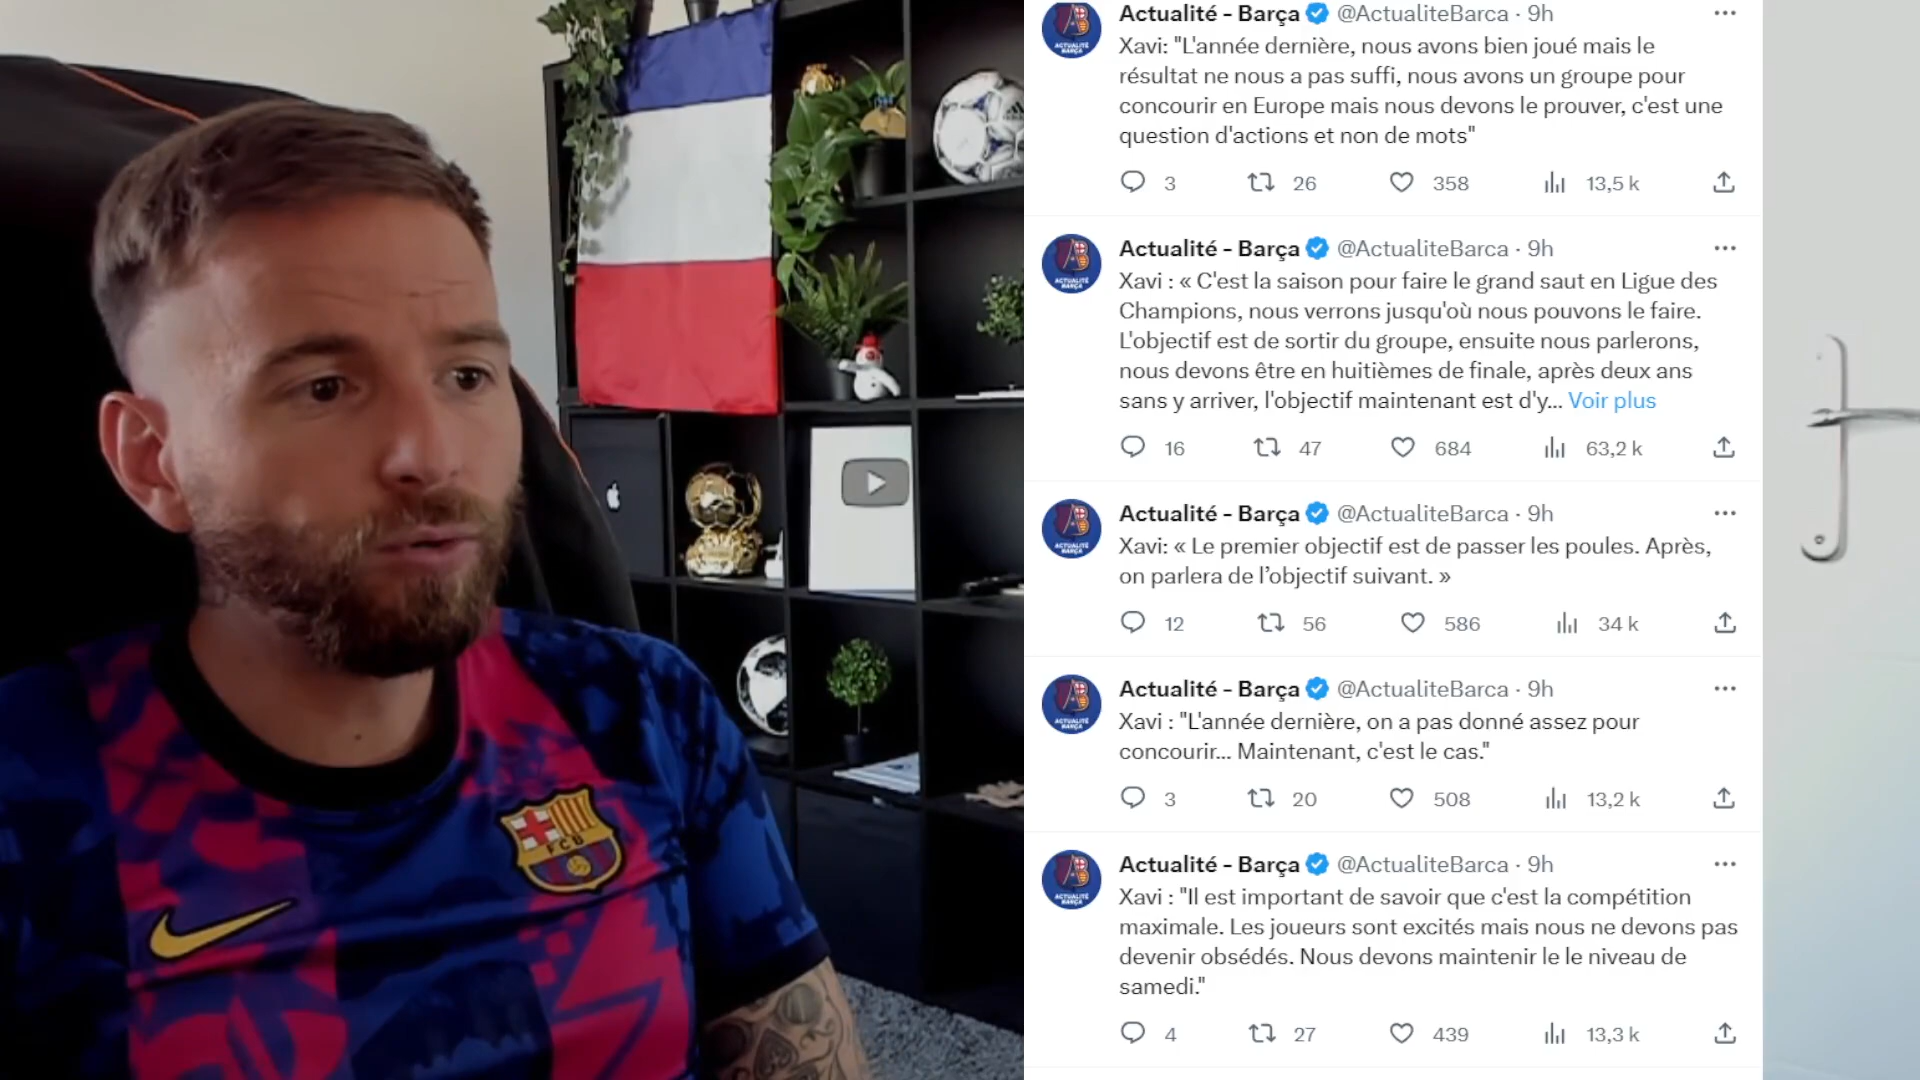 Actualité - Barça @ActualiteBarca · 9h
Xavi: "L'année dernière, nous avons bien joué mais le
résultat ne nous a pas suffi, nous avons un groupe pour
concourir en Europe mais nous devons le prouver, c'est une
question d'actions et non de mots"
3 26 358 13,5 k
Actualité - Barça @ActualiteBarca · 9h
Xavi : « C'est la saison pour faire le grand saut en Ligue des
Champions, nous verrons jusqu'où nous pouvons le faire.
L'objectif est de sortir du groupe, ensuite nous parlerons,
nous devons être en huitièmes de finale, après deux ans
sans y arriver, l'objectif maintenant est d'y... Voir plus
16 47 684 63,2 k
Actualité - Barça @ActualiteBarca · 9h
Xavi: « Le premier objectif est de passer les poules. Après,
on parlera de l’objectif suivant. »
12 56 586 34 k
Actualité - Barça @ActualiteBarca · 9h
Xavi : "L'année dernière, on a pas donné assez pour
concourir... Maintenant, c'est le cas."
3 20 508 13,2 k
Actualité - Barça @ActualiteBarca · 9h
Xavi : "Il est important de savoir que c'est la compétition
maximale. Les joueurs sont excités mais nous ne devons pas
devenir obsédés. Nous devons maintenir le le niveau de
samedi."
4 27 439 13,3 k
FCB